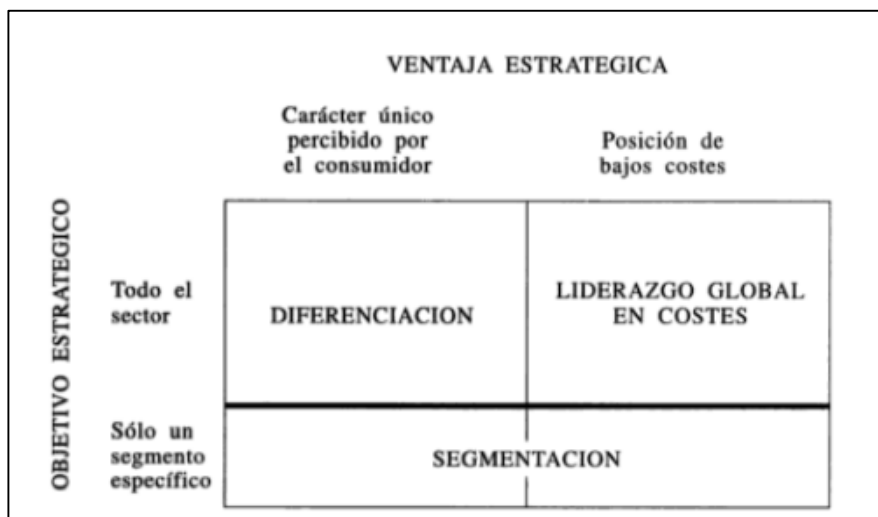 VENTAJA ESTRATEGICA
Carácter único
percibido por
el consumidor
Posición de
bajos costes
OBJETIVO ESTRATEGICO
Todo el
sector
DIFERENCIACION
LIDERAZGO GLOBAL
EN COSTES
Sólo un
segmento
específico
SEGMENTACION